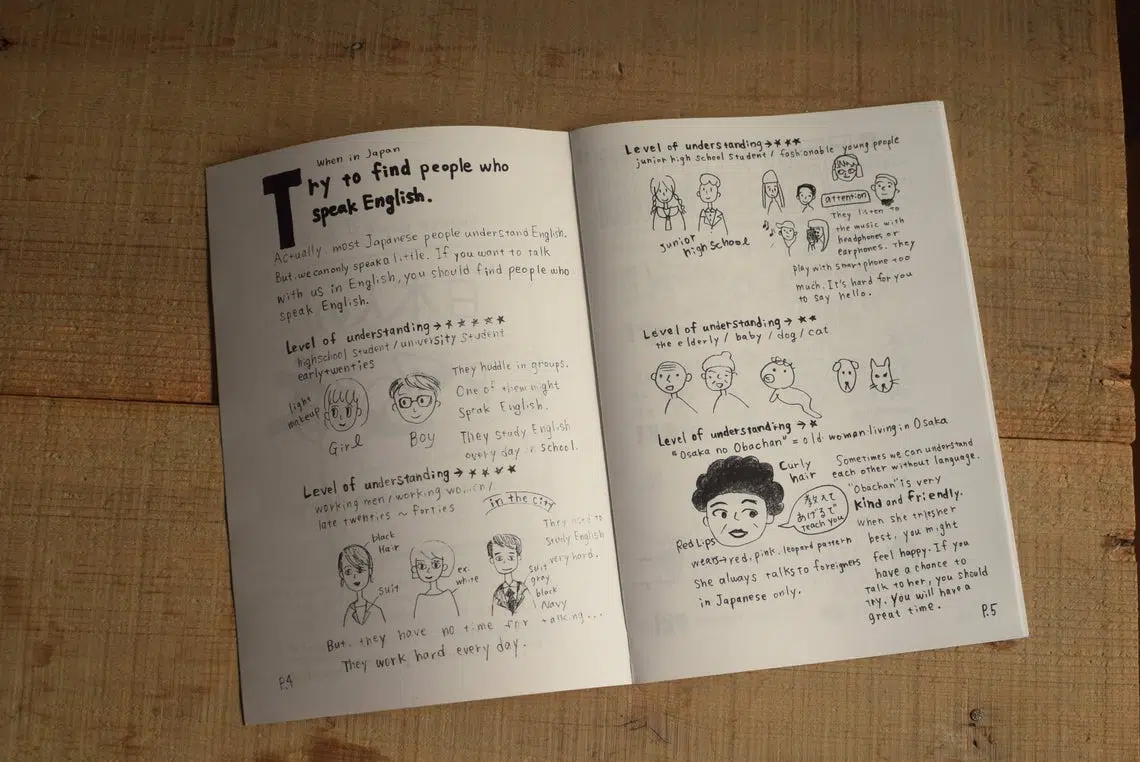 When in Japan
Try to find people who
speak English.
Actually, most Japanese people understand English.
But, we can only speak a little. If you want to talk
with us in English, you should find people who
speak English.
Level of understanding → ★★★★★
highschool student / university student
early twenties
They huddle in groups.
One of them might
Speak English.
They study English
every day school.
light
makeup
Girl
Boy
Level of understanding → ★★★★
working men / working women /
late twenties ~ forties
in the city
They used to
study English
very hard.
black
Hair
suit
ex.
white
suit
gray
black
Navy
But, they have no time for talking...
They work hard every day.
P.4
Level of understanding → ★★★
junior high school student / fashionable young people
junior
high school
attention
They listen to
the music with
headphones or
earphones. They
play with smartphone too
much. It's hard for you
to say hello.
Level of understanding → ★★
the elderly / baby / dog / cat
Level of understanding → ★
"Osaka no Obachan" = old woman living in Osaka
Curly
hair
Red Lips
教えて
あげるで
Teach you
wears → red, pink, leopard pattern
She always talks to foreigners
in Japanese only.
Sometimes we can understand
each other without language.
"Obachan" is very
kind and friendly.
When she tries her
best, you might
feel happy. If you
have a chance to
talk to her, you should
try. You will have a
great time.
P.5